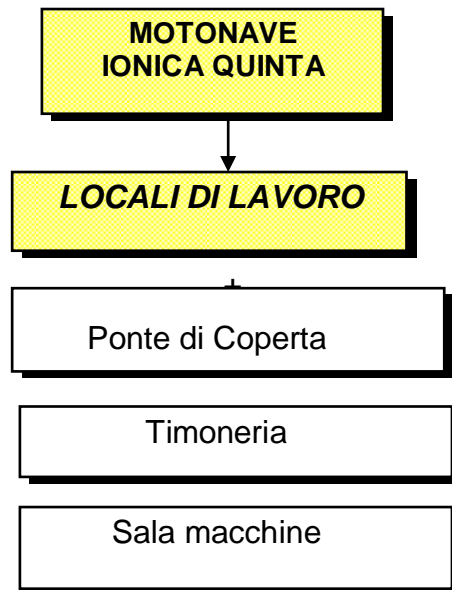 MOTONAVE
IONICA QUINTA
LOCALI DI LAVORO
Ponte di Coperta
Timoneria
Sala macchine